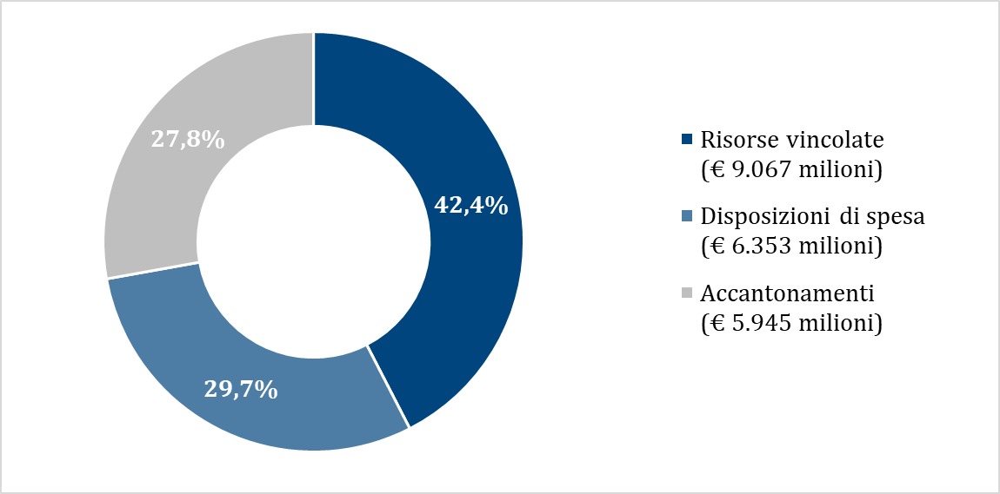 27,8%
42,4%
29,7%
Risorse vincolate
(€ 9.067 milioni)
Disposizioni di spesa
(€ 6.353 milioni)
Accantonamenti
(€ 5.945 milioni)